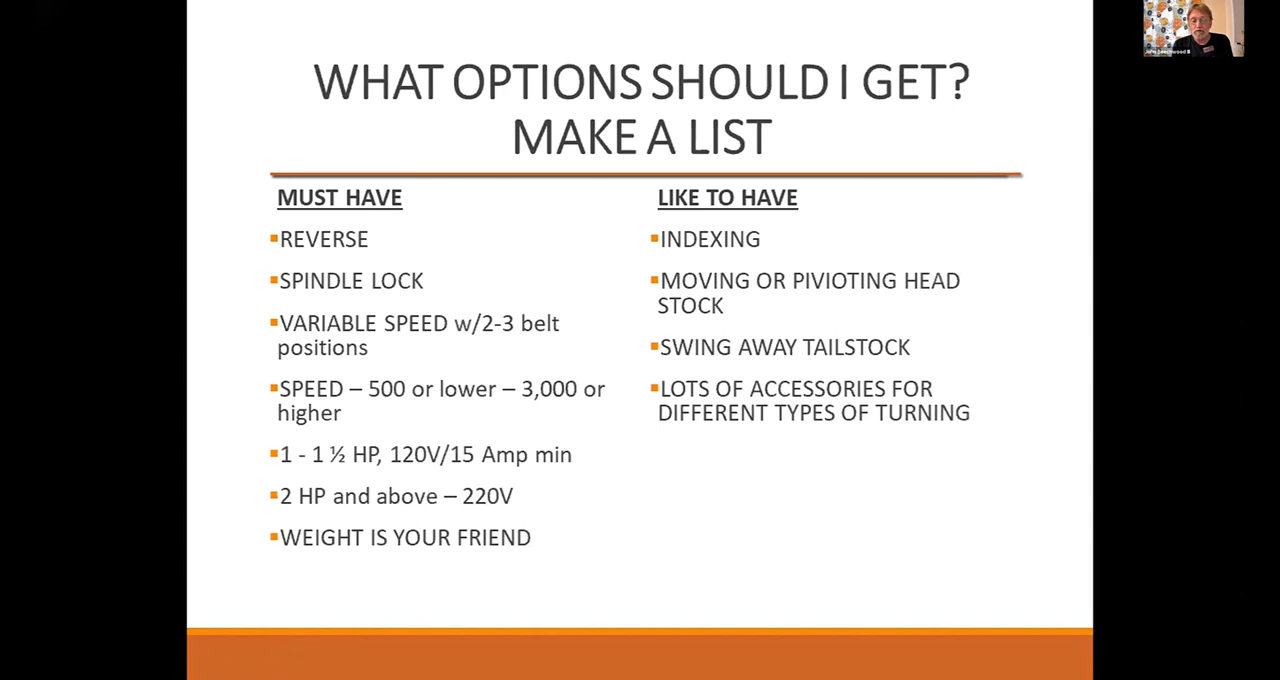 WHAT OPTIONS SHOULD I GET?
MAKE A LIST
MUST HAVE
▪REVERSE
▪SPINDLE LOCK
▪VARIABLE SPEED w/2-3 belt
positions
▪SPEED – 500 or lower – 3,000 or
higher
▪1 - 1 ½ HP, 120V/15 Amp min
▪2 HP and above – 220V
▪WEIGHT IS YOUR FRIEND
LIKE TO HAVE
▪INDEXING
▪MOVING OR PIVIOTING HEAD
STOCK
▪SWING AWAY TAILSTOCK
▪LOTS OF ACCESSORIES FOR
DIFFERENT TYPES OF TURNING